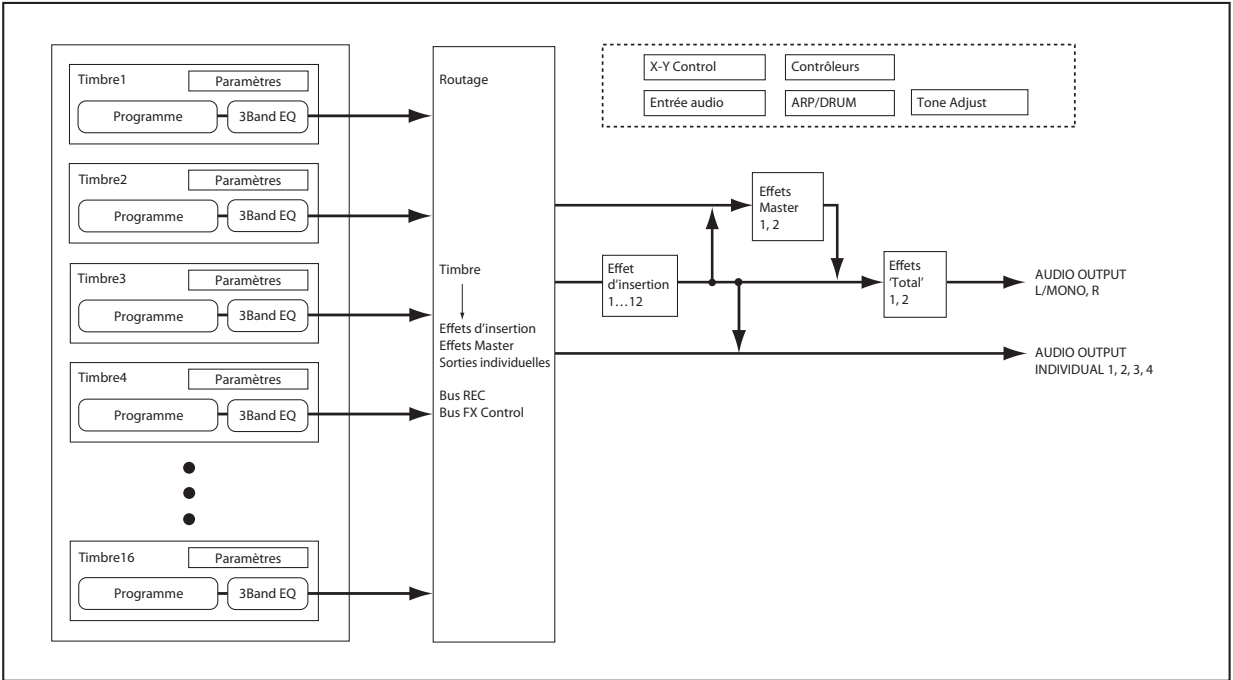 Timbre1
Paramètres
Programme
3Band EQ
Timbre2
Paramètres
Programme
3Band EQ
Timbre3
Paramètres
Programme
3Band EQ
Timbre4
Paramètres
Programme
3Band EQ
Timbre16
Paramètres
Programme
3Band EQ
Routage
Timbre
Effets d'insertion
Effets Master
Sorties individuelles
Bus REC
Bus FX Control
X-Y Control
Contrôleurs
Entrée audio
ARP/DRUM
Tone Adjust
Effets
Master
1, 2
Effet
d'insertion
1...12
Effets
'Total'
1, 2
AUDIO OUTPUT
L/MONO, R
AUDIO OUTPUT
INDIVIDUAL 1, 2, 3, 4